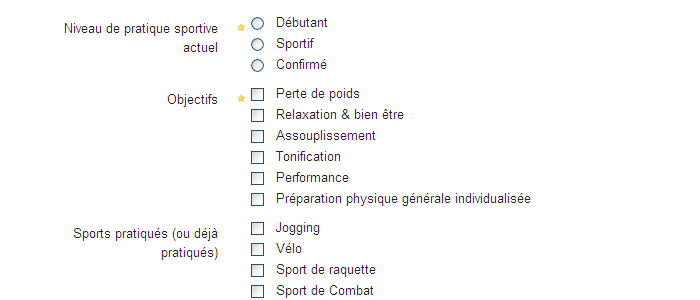 Niveau de pratique sportive
actuel
Débutant
Sportif
Confirmé
Objectifs
Perte de poids
Relaxation & bien être
Assouplissement
Tonification
Performance
Préparation physique générale individualisée
Sports pratiqués (ou déjà
pratiqués)
Jogging
Vélo
Sport de raquette
Sport de Combat